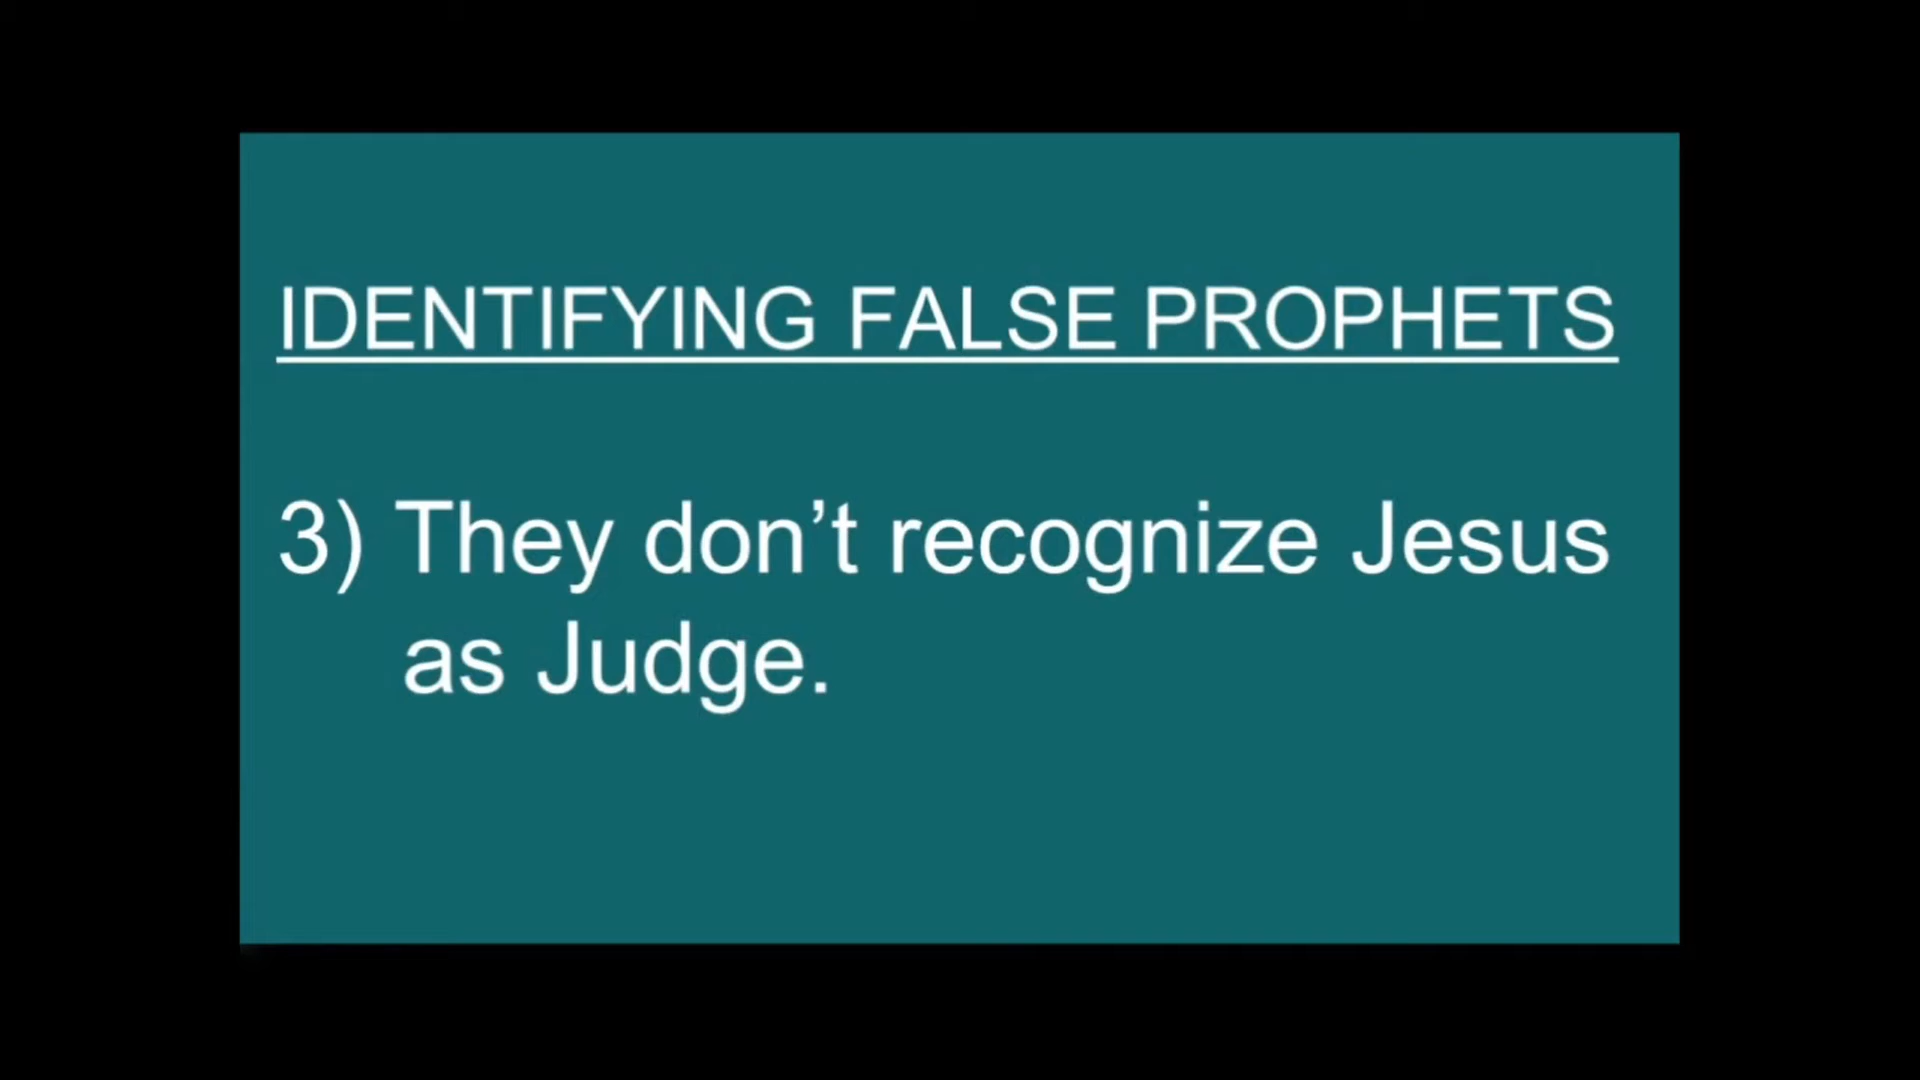 IDENTIFYING FALSE PROPHETS
3) They don’t recognize Jesus
as Judge.